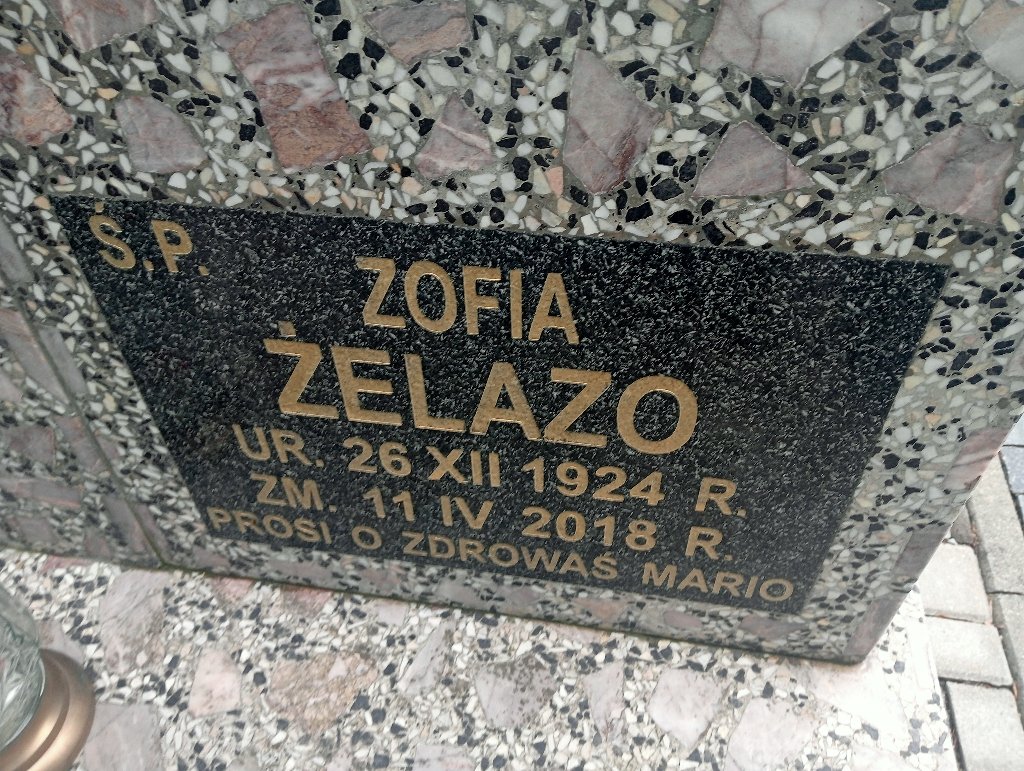 Ś.P.
ZOFIA
ŻELAZO
UR. 26 XII 1924 R.
ZM. 11 IV 2018 R.
PROSI O ZDROWAŚ MARIO